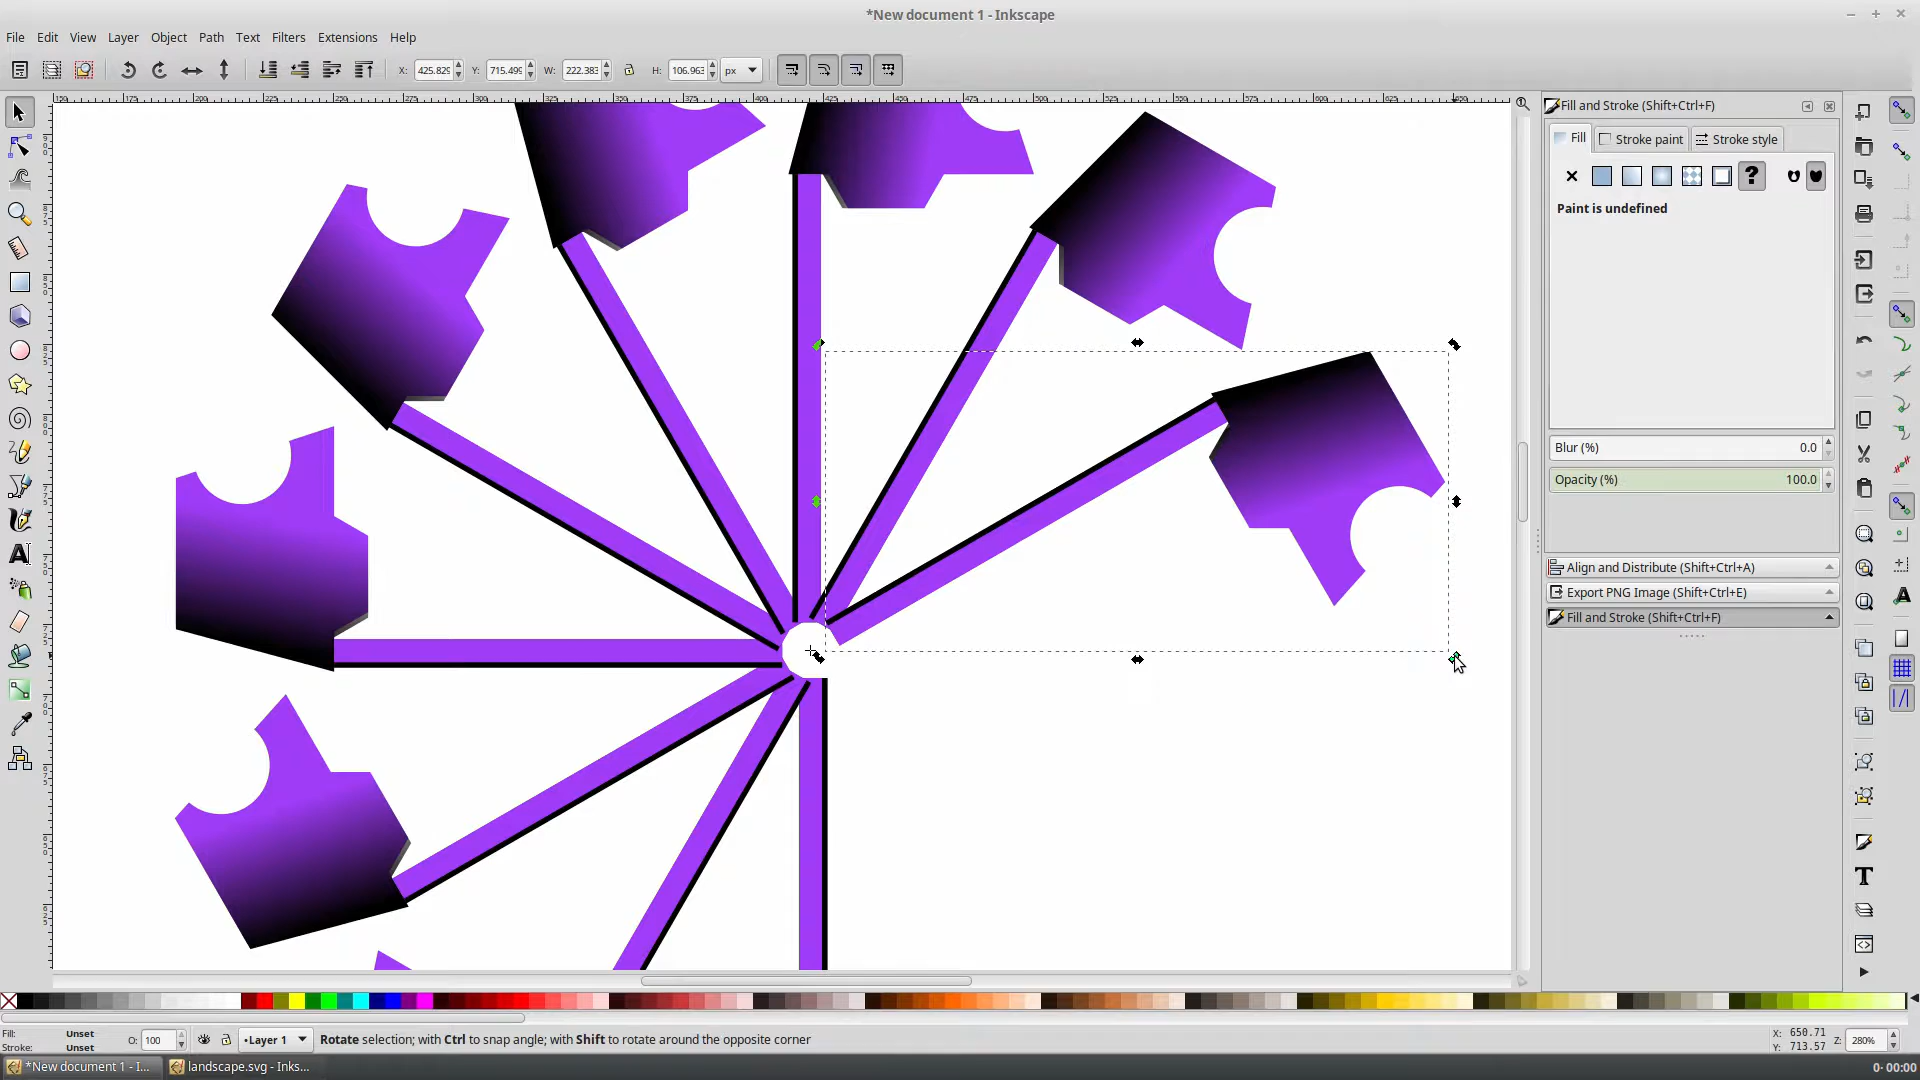 *New document 1 - Inkscape
File Edit View Layer Object Path Text Filters Extensions Help
X: 425.829 Y: 715.499 W: 222.383 H: 106.963 px
Fill and Stroke (Shift+Ctrl+F)
Fill Stroke paint Stroke style
Paint is undefined
Blur (%) 0.0
Opacity (%) 100.0
Align and Distribute (Shift+Ctrl+A)
Export PNG Image (Shift+Ctrl+E)
Fill and Stroke (Shift+Ctrl+F)
Fill: Unset
Stroke: Unset
O: 100
•Layer 1
Rotate selection; with Ctrl to snap angle; with Shift to rotate around the opposite corner
X: 650.71
Y: 713.57
Z: 280%
*New document 1 - I...
landscape.svg - Inks...
0- 00:00